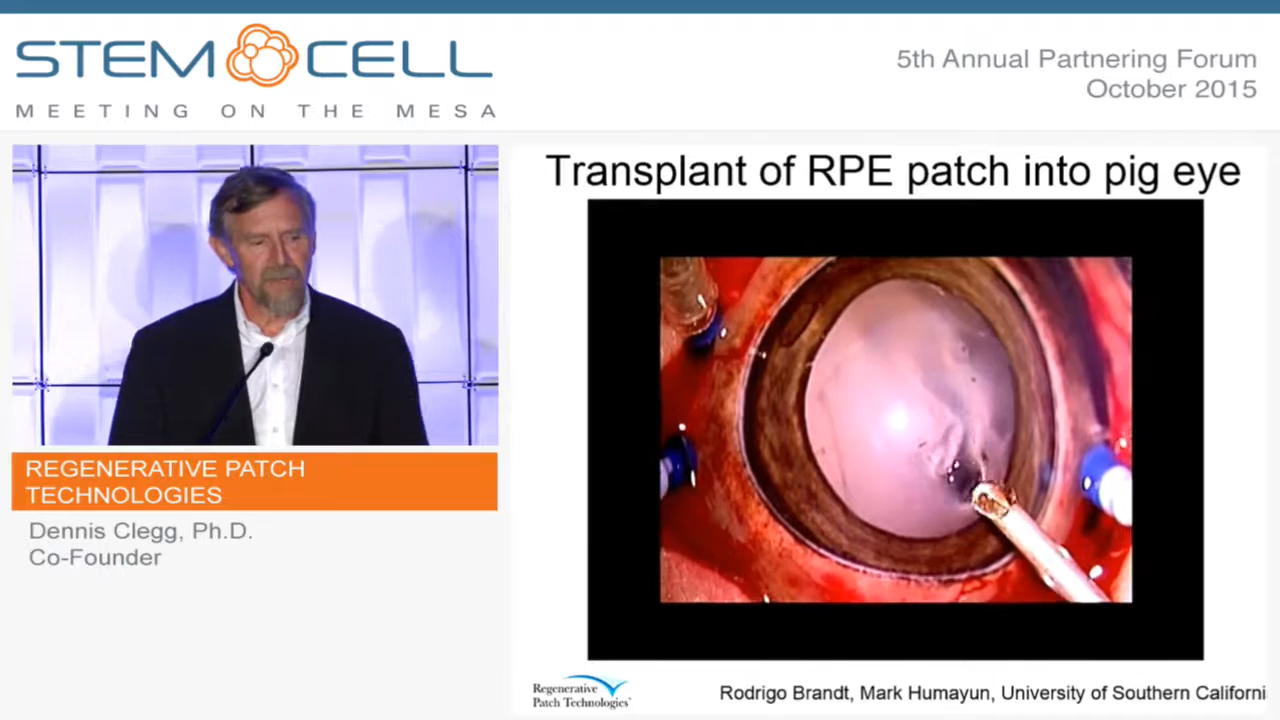 STEM CELL
MEETING ON THE MESA
5th Annual Partnering Forum
October 2015
Transplant of RPE patch into pig eye
REGENERATIVE PATCH
TECHNOLOGIES
Dennis Clegg, Ph.D.
Co-Founder
Regenerative
Patch Technologies
Rodrigo Brandt, Mark Humayun, University of Southern Californi